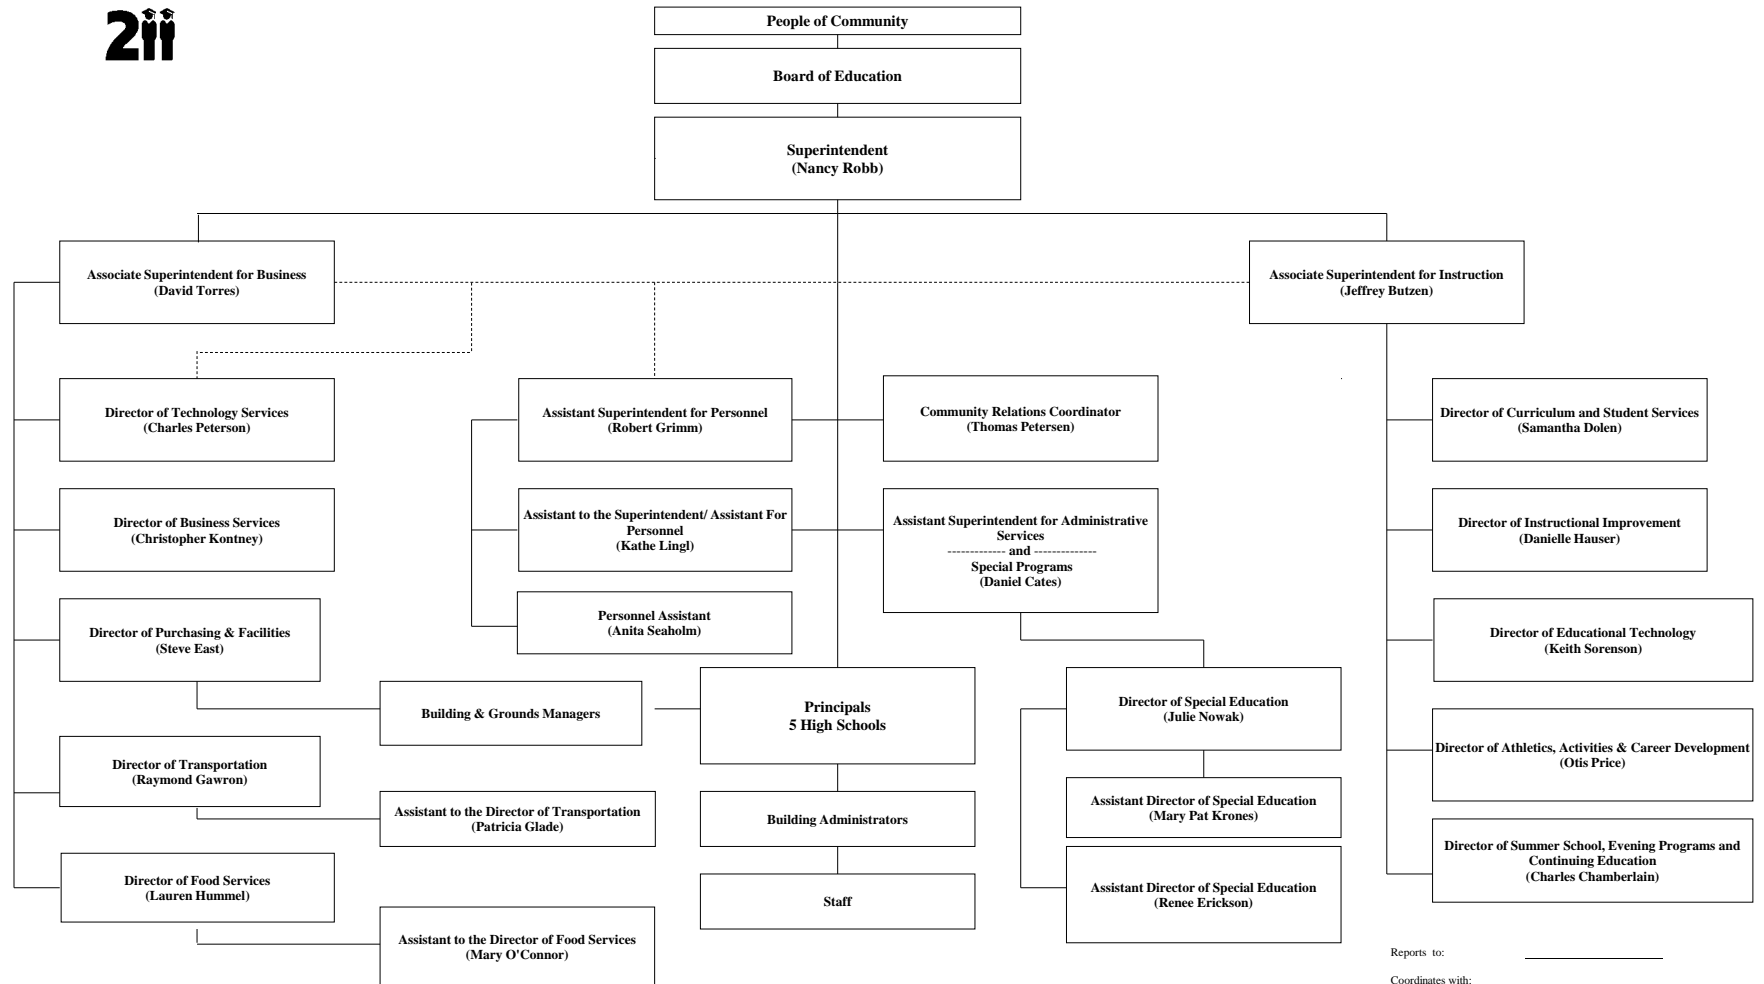 211
People of Community
Board of Education
Superintendent
(Nancy Robb)
Associate Superintendent for Business
(David Torres)
Associate Superintendent for Instruction
(Jeffrey Butzen)
Director of Technology Services
(Charles Peterson)
Assistant Superintendent for Personnel
(Robert Grimm)
Community Relations Coordinator
(Thomas Petersen)
Director of Curriculum and Student Services
(Samantha Dolen)
Director of Business Services
(Christopher Kontney)
Assistant to the Superintendent/ Assistant For
Personnel
(Kathe Lingl)
Assistant Superintendent for Administrative
Services
------------- and --------------
Special Programs
(Daniel Cates)
Director of Instructional Improvement
(Danielle Hauser)
Director of Purchasing & Facilities
(Steve East)
Personnel Assistant
(Anita Seaholm)
Director of Educational Technology
(Keith Sorenson)
Building & Grounds Managers
Principals
5 High Schools
Director of Special Education
(Julie Nowak)
Director of Athletics, Activities & Career Development
(Otis Price)
Director of Transportation
(Raymond Gawron)
Assistant to the Director of Transportation
(Patricia Glade)
Building Administrators
Assistant Director of Special Education
(Mary Pat Krones)
Director of Summer School, Evening Programs and
Continuing Education
(Charles Chamberlain)
Director of Food Services
(Lauren Hummel)
Staff
Assistant Director of Special Education
(Renee Erickson)
Assistant to the Director of Food Services
(Mary O'Connor)
Reports to:
Coordinates with: